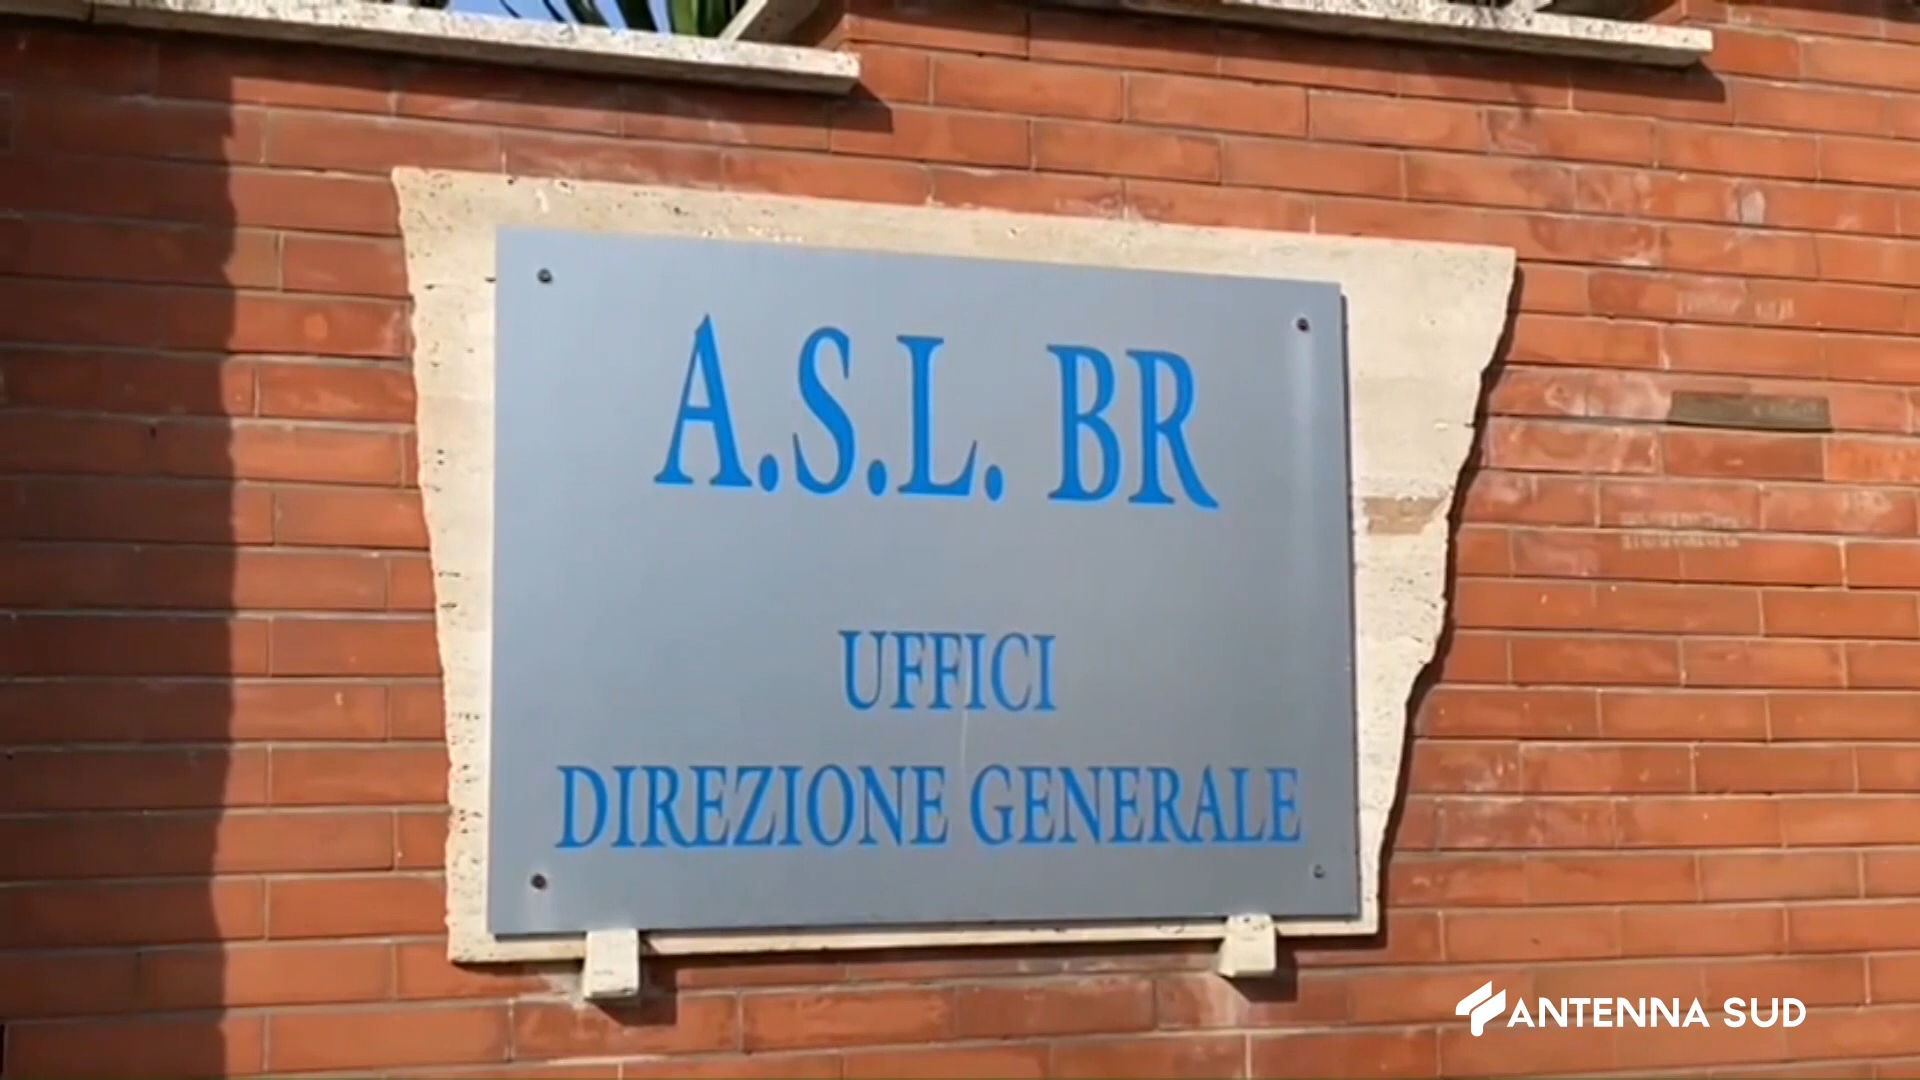 A.S.L. BR
UFFICI
DIREZIONE GENERALE
ANTENNA SUD